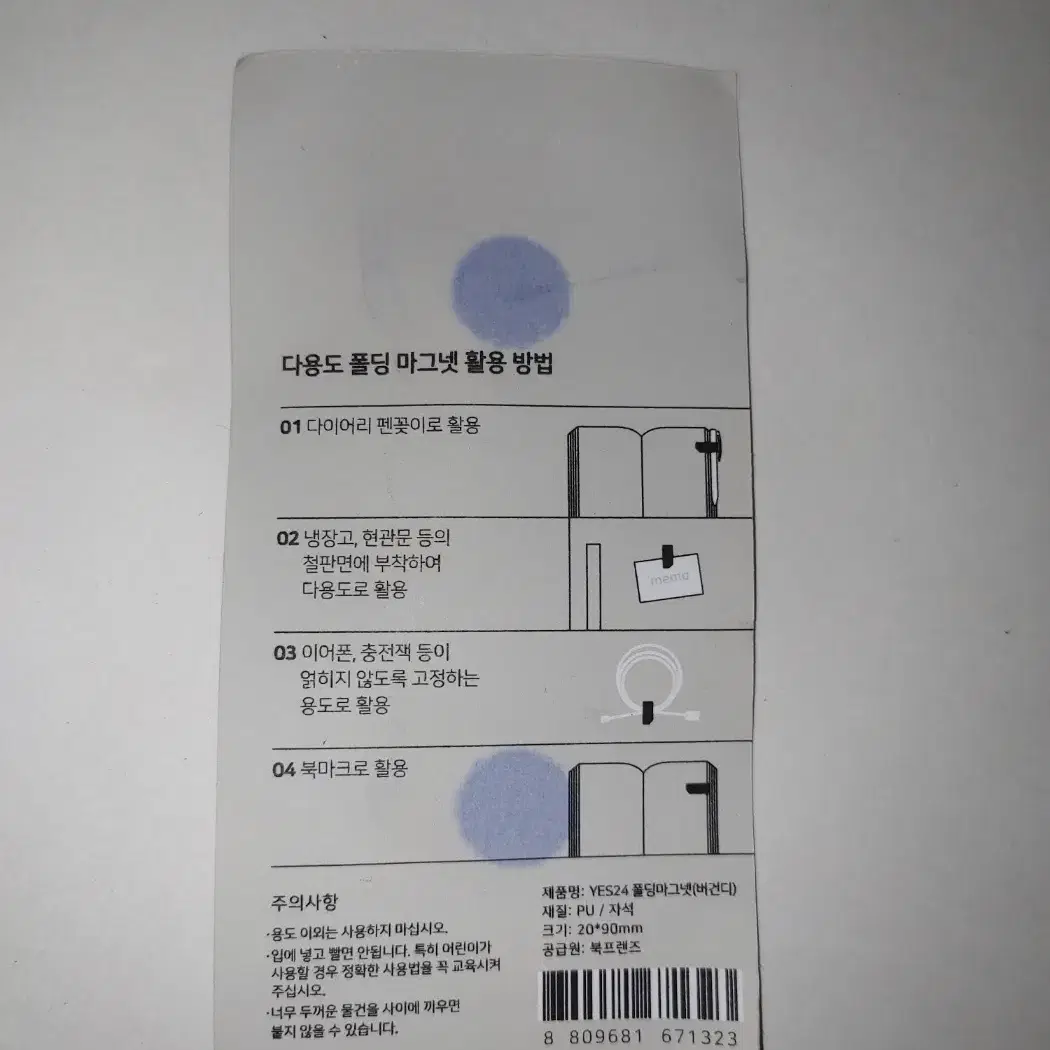 다용도 폴딩 마그넷 활용 방법
01 다이어리 펜꽂이로 활용
02 냉장고, 현관문 등의
철판면에 부착하여
다용도로 활용
memo
03 이어폰, 충전잭 등이
얽히지 않도록 고정하는
용도로 활용
04 북마크로 활용
주의사항
·용도 이외는 사용하지 마십시오.
·입에 넣고 빨면 안됩니다. 특히 어린이가
사용할 경우 정확한 사용법을 꼭 교육시켜
주십시오.
·너무 두꺼운 물건을 사이에 끼우면
붙지 않을 수 있습니다.
제품명: YES24 폴딩마그넷(버건디)
재질: PU / 자석
크기: 20*90mm
공급원: 북프렌즈
8 809681 671323